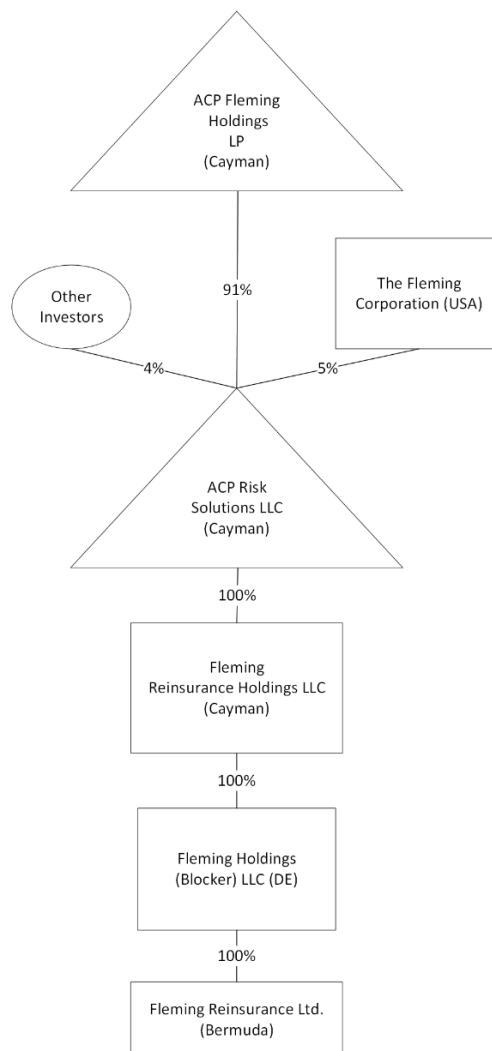 ACP Fleming
Holdings
LP
(Cayman)
91%
Other
Investors
The Fleming
Corporation (USA)
4%
5%
ACP Risk
Solutions LLC
(Cayman)
100%
Fleming
Reinsurance Holdings LLC
(Cayman)
100%
Fleming Holdings
(Blocker) LLC (DE)
100%
Fleming Reinsurance Ltd.
(Bermuda)